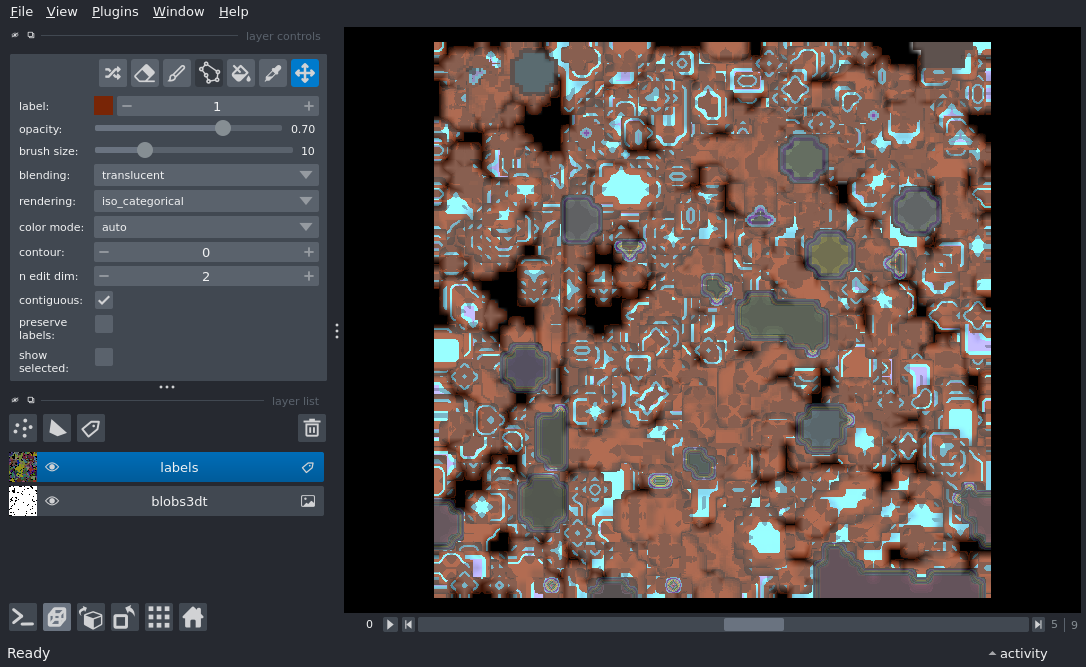 File View Plugins Window Help
layer controls
label: 1
opacity: 0.70
brush size: 10
blending: translucent
rendering: iso_categorical
color mode: auto
contour: 0
n edit dim: 2
contiguous:
preserve
labels:
show
selected:
layer list
labels
blobs3dt
0 5 | 9
Ready activity